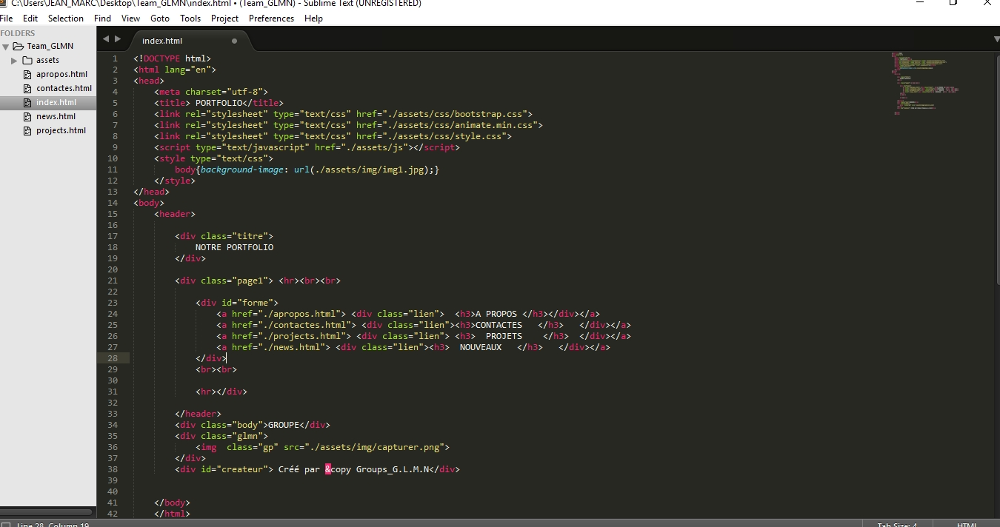 C:\Users\JEAN_MARC\Desktop\Team_GLMN\index.html • (Team_GLMN) - Sublime Text (UNREGISTERED)
File Edit Selection Find View Goto Tools Project Preferences Help
FOLDERS
Team_GLMN
assets
apropos.html
contactes.html
index.html
news.html
projects.html
index.html
1 <!DOCTYPE html>
2 <html lang="en">
3 <head>
4 <meta charset="utf-8">
5 <title> PORTFOLIO</title>
6 <link rel="stylesheet" type="text/css" href="./assets/css/bootstrap.css">
7 <link rel="stylesheet" type="text/css" href="./assets/css/animate.min.css">
8 <link rel="stylesheet" type="text/css" href="./assets/css/style.css">
9 <script type="text/javascript" href="./assets/js"></script>
10 <style type="text/css">
11 body{background-image: url(./assets/img/img1.jpg);}
12 </style>
13 </head>
14 <body>
15 <header>
16
17 <div class="titre">
18 NOTRE PORTFOLIO
19 </div>
20
21 <div class="page1"> <hr><br><br>
22
23 <div id="forme">
24 <a href="./apropos.html"> <div class="lien">  <h3>A PROPOS </h3></div></a>
25 <a href="./contactes.html"> <div class="lien"><h3>CONTACTES   </h3>   </div></a>
26 <a href="./projects.html"> <div class="lien"> <h3>  PROJETS    </h3>  </div></a>
27 <a href="./news.html"> <div class="lien"><h3>  NOUVEAUX   </h3>   </div></a>
28 </div>
29 <br><br>
30
31 <hr></div>
32
33 </header>
34 <div class="body">GROUPE</div>
35 <div class="glmn">
36 <img  class="gp" src="./assets/img/capturer.png">
37 </div>
38 <div id="createur"> Créé par &copy Groups_G.L.M.N</div>
39
40
41 </body>
42 </html>
Line 28, Column 19 Tab Size: 4 HTML